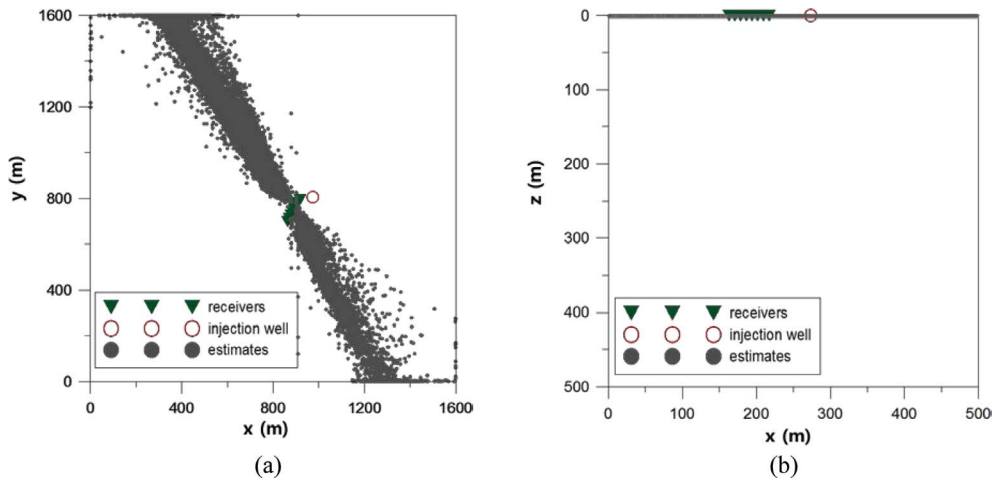 1600
1200
800
400
0
y (m)
receivers
injection well
estimates
0 400 800 1200 1600
x (m)
(a)
0
100
200
300
400
500
z (m)
receivers
injection well
estimates
0 100 200 300 400 500
x (m)
(b)